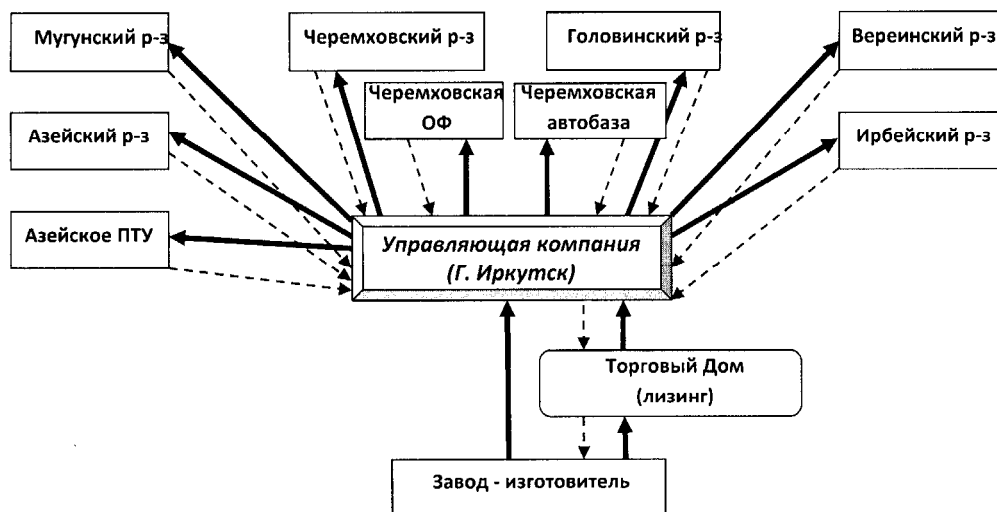 Мугунский р-з
Черемховский р-з
Головинский р-з
Вереинский р-з
Черемховская
ОФ
Черемховская
автобаза
Азейский р-з
Ирбейский р-з
Азейское ПТУ
Управляющая компания
(Г. Иркутск)
Торговый Дом
(лизинг)
Завод - изготовитель